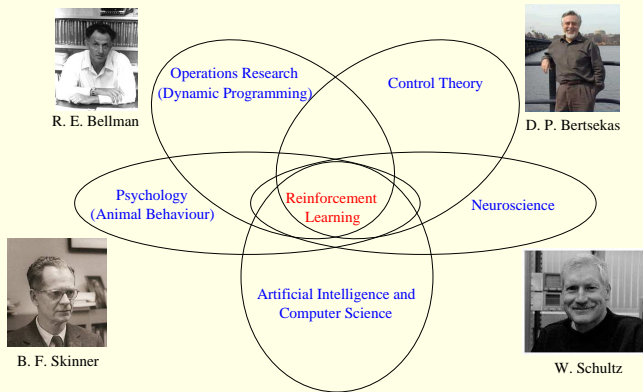 Operations Research
(Dynamic Programming)
Control Theory
R. E. Bellman
D. P. Bertsekas
Psychology
(Animal Behaviour)
Reinforcement
Learning
Neuroscience
Artificial Intelligence and
Computer Science
B. F. Skinner
W. Schultz